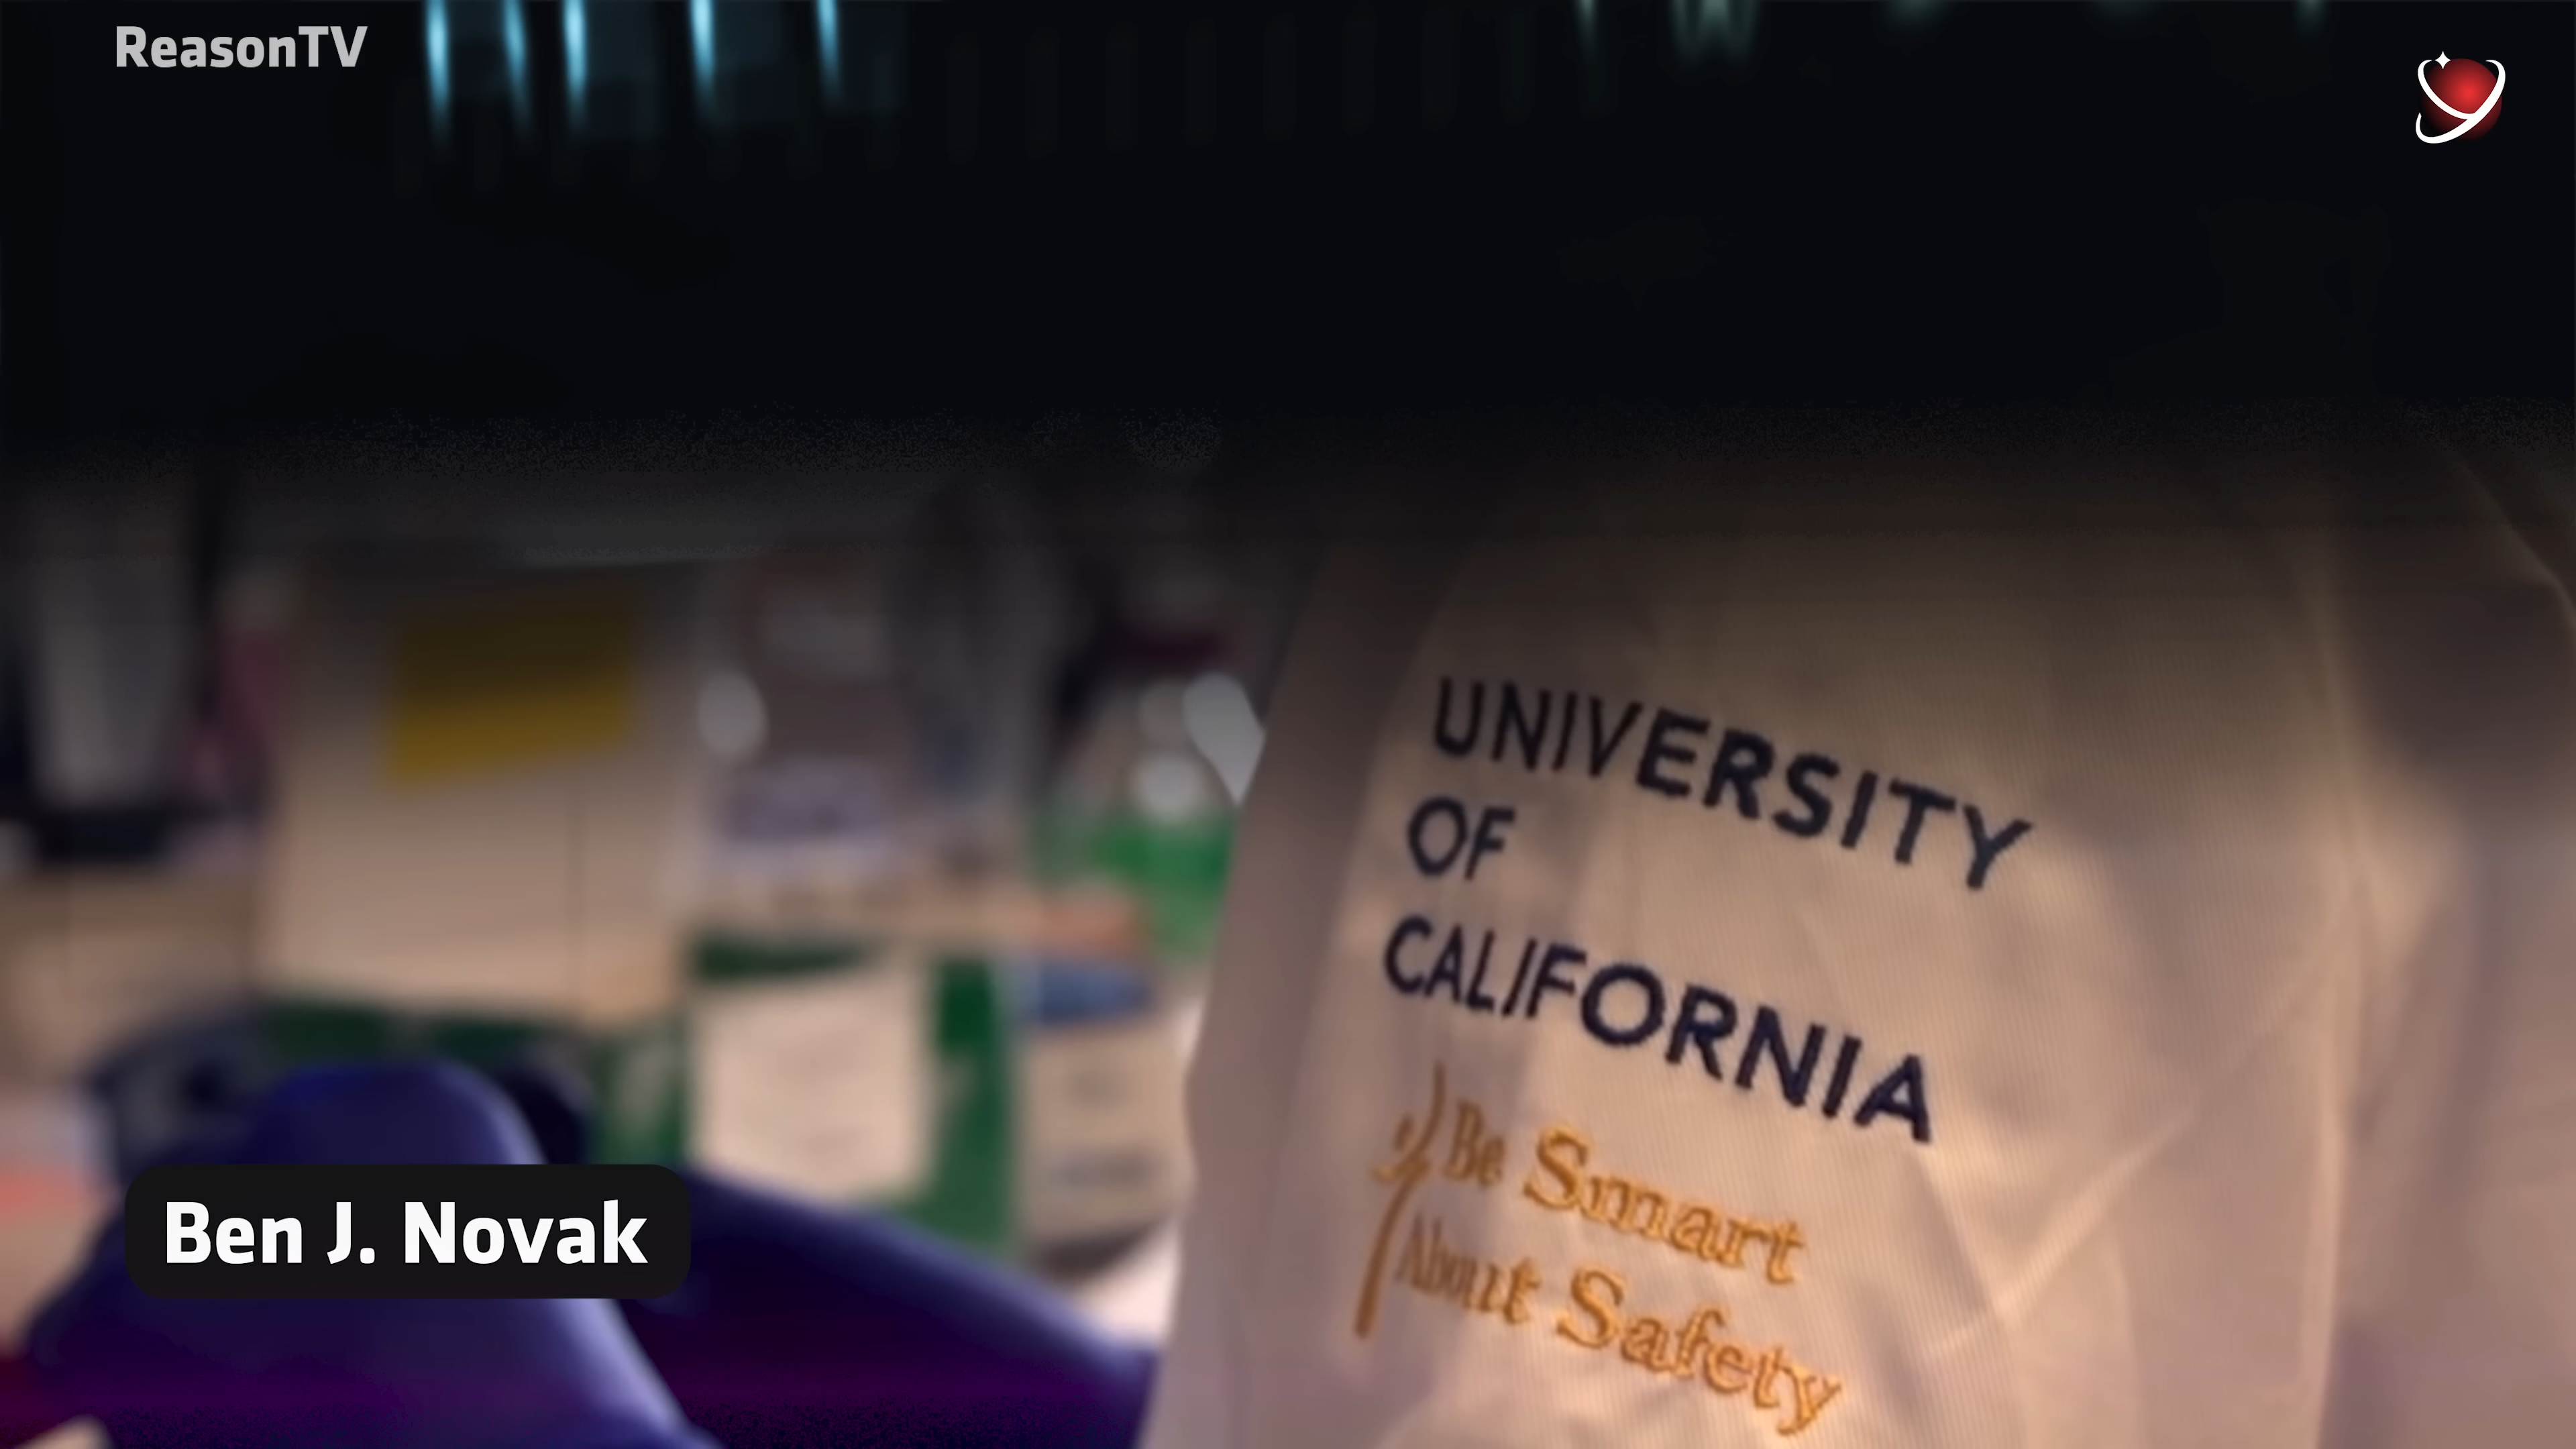 ReasonTV
UNIVERSITY
OF
CALIFORNIA
Be Smart
About Safety
Ben J. Novak